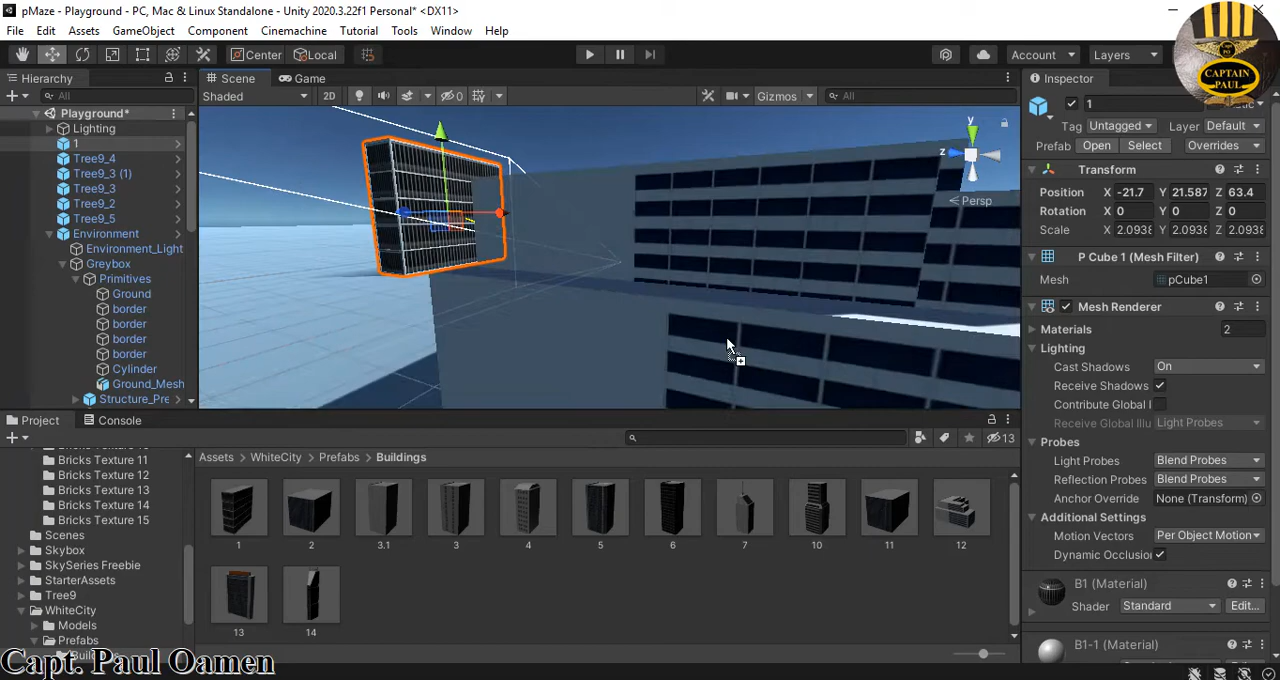 pMaze - Playground - PC, Mac & Linux Standalone - Unity 2020.3.22f1 Personal* <DX11>
File Edit Assets GameObject Component Cinemachine Tutorial Tools Window Help
Center Local Account Layers
CAPTAIN PAUL
Hierarchy
All
Playground*
Lighting
1
Tree9_4
Tree9_3 (1)
Tree9_3
Tree9_2
Tree9_5
Environment
Environment_Light
Greybox
Primitives
Ground
border
border
border
border
Cylinder
Ground_Mesh
Structure_Pre
Scene Game
Shaded 2D 0 Gizmos All
y
z
Persp
Inspector
1
Tag Untagged Layer Default
Prefab Open Select Overrides
Transform
Position X -21.7 Y 21.587 Z 63.4
Rotation X 0 Y 0 Z 0
Scale X 2.0938 Y 2.0938 Z 2.0938
P Cube 1 (Mesh Filter)
Mesh pCube1
Mesh Renderer
Materials 2
Lighting
Cast Shadows On
Receive Shadows
Contribute Global I
Receive Global Illu Light Probes
Probes
Light Probes Blend Probes
Reflection Probes Blend Probes
Anchor Override None (Transform)
Additional Settings
Motion Vectors Per Object Motion
Dynamic Occlusion
B1 (Material)
Shader Standard Edit...
B1-1 (Material)
Project Console
13
Bricks Texture 11
Bricks Texture 12
Bricks Texture 13
Bricks Texture 14
Bricks Texture 15
Scenes
Skybox
SkySeries Freebie
StarterAssets
Tree9
WhiteCity
Models
Prefabs
Assets > WhiteCity > Prefabs > Buildings
1 2 3.1 3 4 5 6 7 10 11 12
13 14
Capt. Paul Oamen